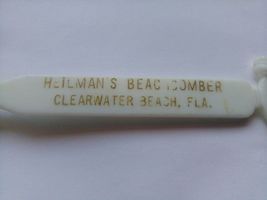 HEILMAN'S BEACHCOMBER
CLEARWATER BEACH, FLA.